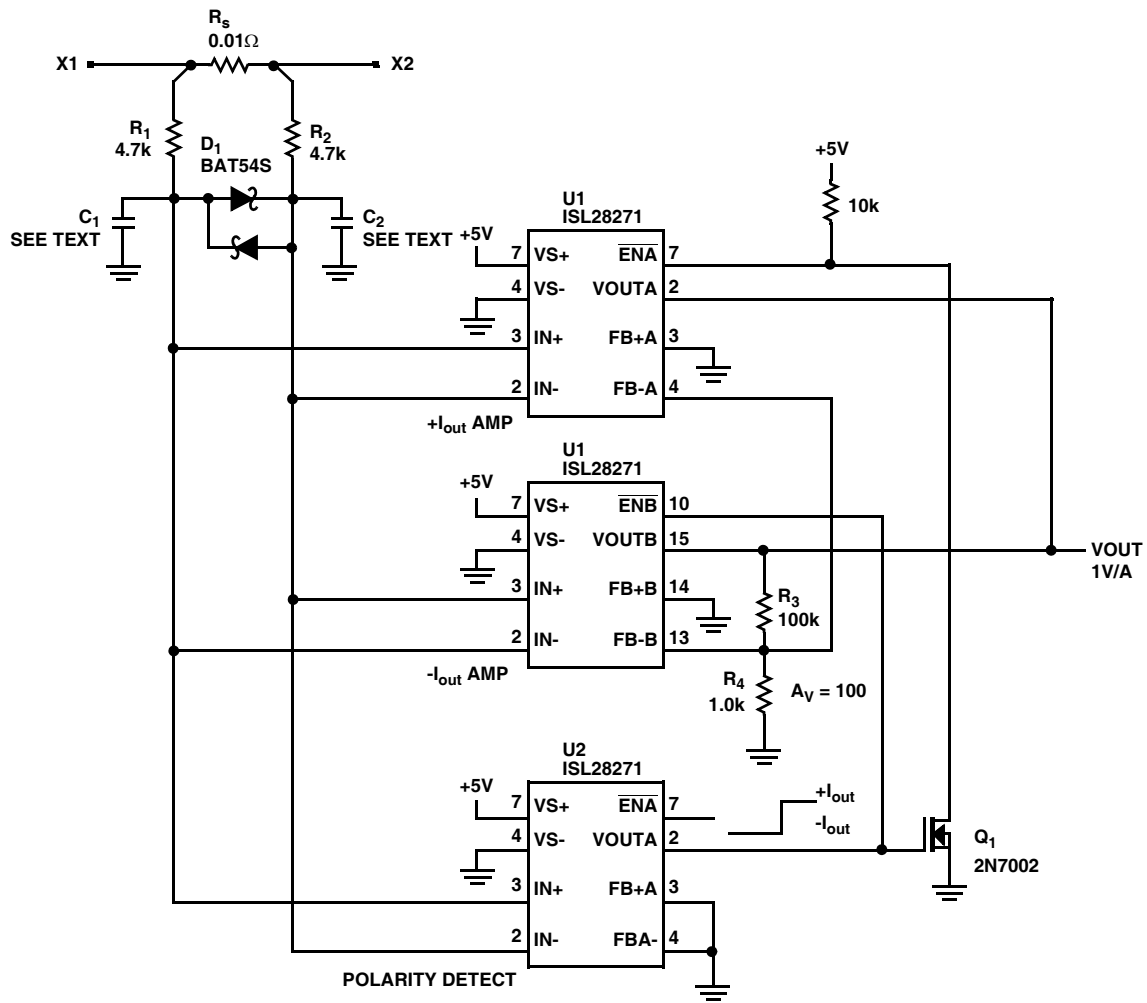 Rs
0.01Ω
X1
X2
R1
4.7k
D1
BAT54S
R2
4.7k
C1
SEE TEXT
C2
SEE TEXT
+5V
10k
U1
ISL28271
+5V
7 VS+ ENA 7
4 VS- VOUTA 2
3 IN+ FB+A 3
2 IN- FB-A 4
+Iout AMP
U1
ISL28271
+5V
7 VS+ ENB 10
4 VS- VOUTB 15
3 IN+ FB+B 14
2 IN- FB-B 13
-Iout AMP
VOUT
1V/A
R3
100k
R4
1.0k
AV = 100
U2
ISL28271
+5V
7 VS+ ENA 7
4 VS- VOUTA 2
3 IN+ FB+A 3
2 IN- FBA- 4
POLARITY DETECT
+Iout
-Iout
Q1
2N7002